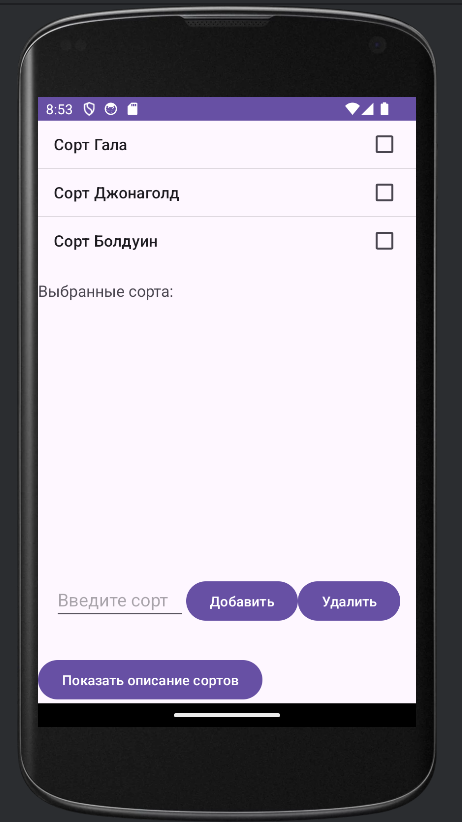 8:53
Сорт Гала
Сорт Джонаголд
Сорт Болдуин
Выбранные сорта:
Введите сорт Добавить Удалить
Показать описание сортов